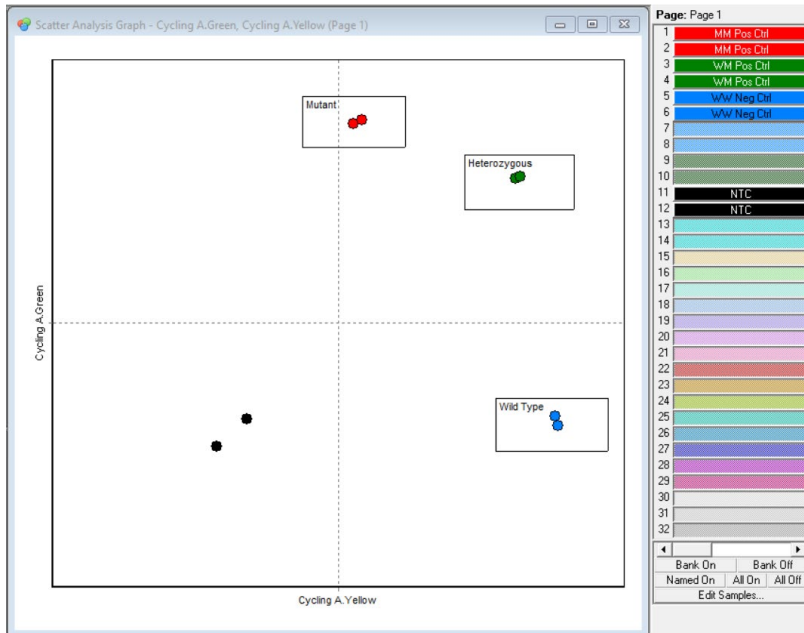 Scatter Analysis Graph - Cycling A.Green, Cycling A.Yellow (Page 1)
Mutant
Heterozygous
Wild Type
Cycling A.Green
Cycling A.Yellow
Page: Page 1
1 MM Pos Ctrl
2 MM Pos Ctrl
3 WM Pos Ctrl
4 WM Pos Ctrl
5 WW Neg Ctrl
6 WW Neg Ctrl
7
8
9
10
11 NTC
12 NTC
13
14
15
16
17
18
19
20
21
22
23
24
25
26
27
28
29
30
31
32
Bank On Bank Off
Named On All On All Off
Edit Samples...